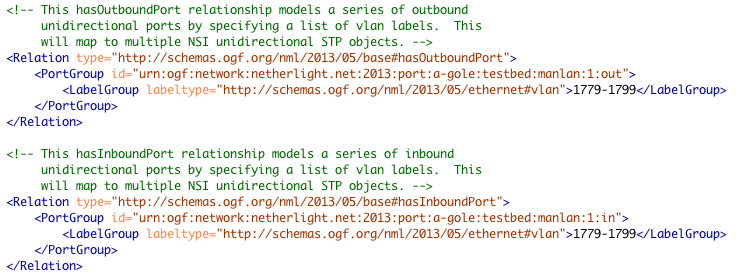 <!-- This hasOutboundPort relationship models a series of outbound
     unidirectional ports by specifying a list of vlan labels.  This
     will map to multiple NSI unidirectional STP objects. -->
<Relation type="http://schemas.ogf.org/nml/2013/05/base#hasOutboundPort">
    <PortGroup id="urn:ogf:network:netherlight.net:2013:port:a-gole:testbed:manlan:1:out">
        <LabelGroup labeltype="http://schemas.ogf.org/nml/2013/05/ethernet#vlan">1779-1799</LabelGroup>
    </PortGroup>
</Relation>

<!-- This hasInboundPort relationship models a series of inbound
     unidirectional ports by specifying a list of vlan labels.  This
     will map to multiple NSI unidirectional STP objects. -->
<Relation type="http://schemas.ogf.org/nml/2013/05/base#hasInboundPort">
    <PortGroup id="urn:ogf:network:netherlight.net:2013:port:a-gole:testbed:manlan:1:in">
        <LabelGroup labeltype="http://schemas.ogf.org/nml/2013/05/ethernet#vlan">1779-1799</LabelGroup>
    </PortGroup>
</Relation>